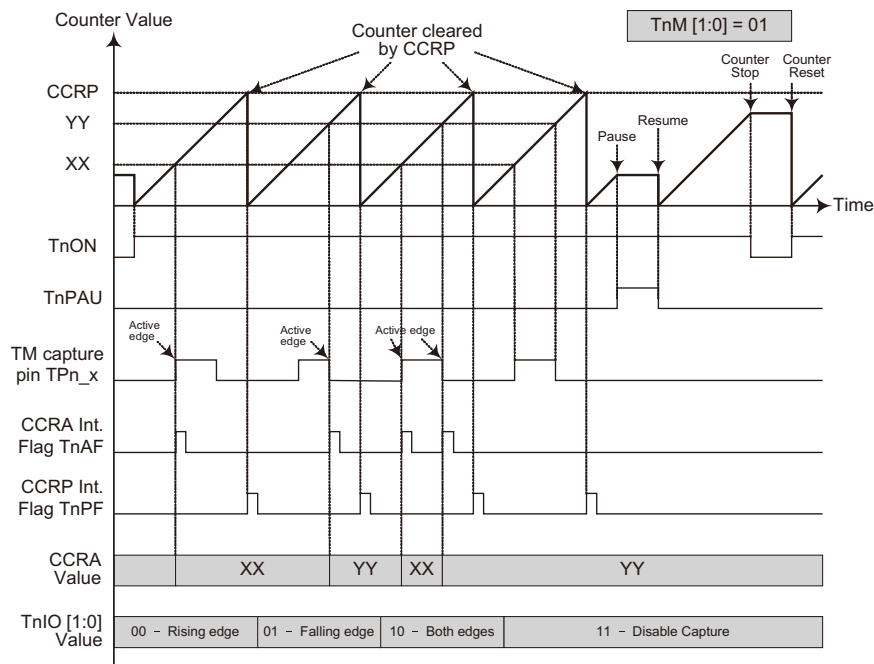 Counter Value
Counter cleared
by CCRP
TnM [1:0] = 01
Counter
Stop
Counter
Reset
CCRP
YY
XX
Pause
Resume
Time
TnON
TnPAU
Active
edge
Active
edge
Active edge
TM capture
pin TPn_x
CCRA Int.
Flag TnAF
CCRP Int.
Flag TnPF
CCRA
Value
XX
YY
XX
YY
TnIO [1:0]
Value
00 – Rising edge
01 – Falling edge
10 – Both edges
11 – Disable Capture